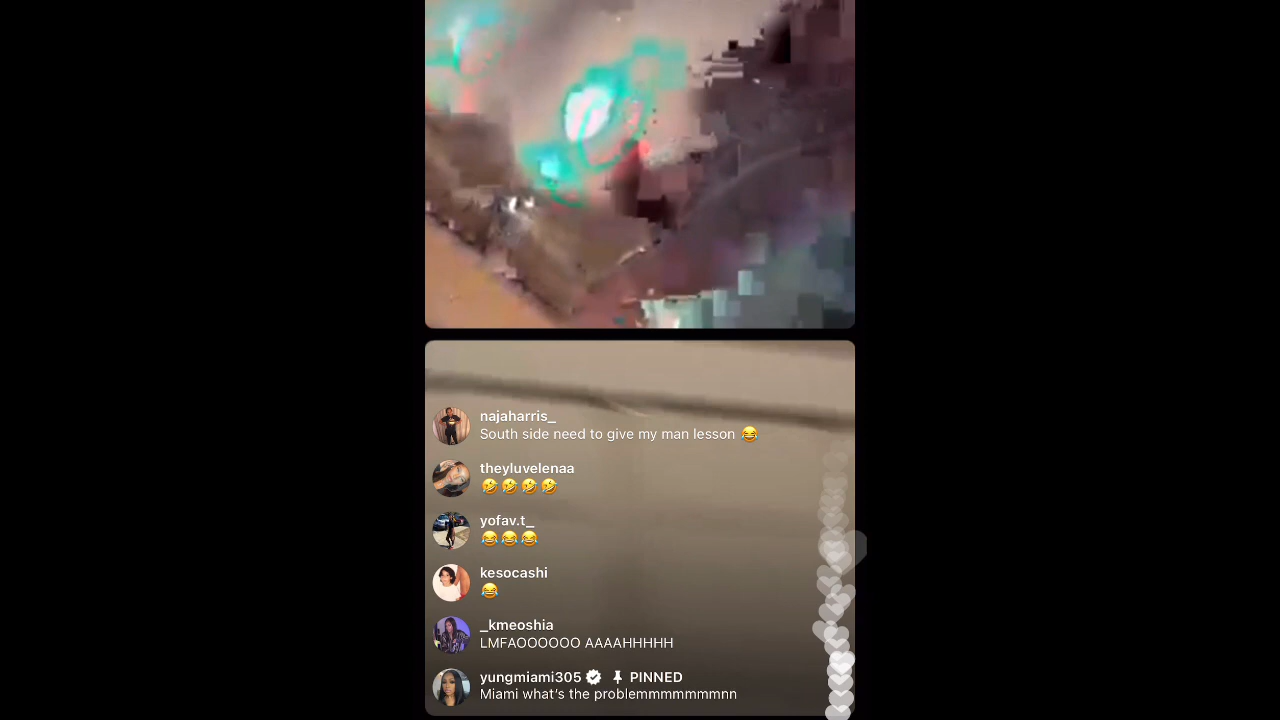 najaharris_
South side need to give my man lesson 😂
theyluvelenaa
🤣🤣🤣🤣
yofav.t_
😂😂😂
kesocashi
😂
_kmeoshia
LMFAOOOOOO AAAAHHHHH
yungmiami305 PINNED
Miami what's the problemmmmmmmnn